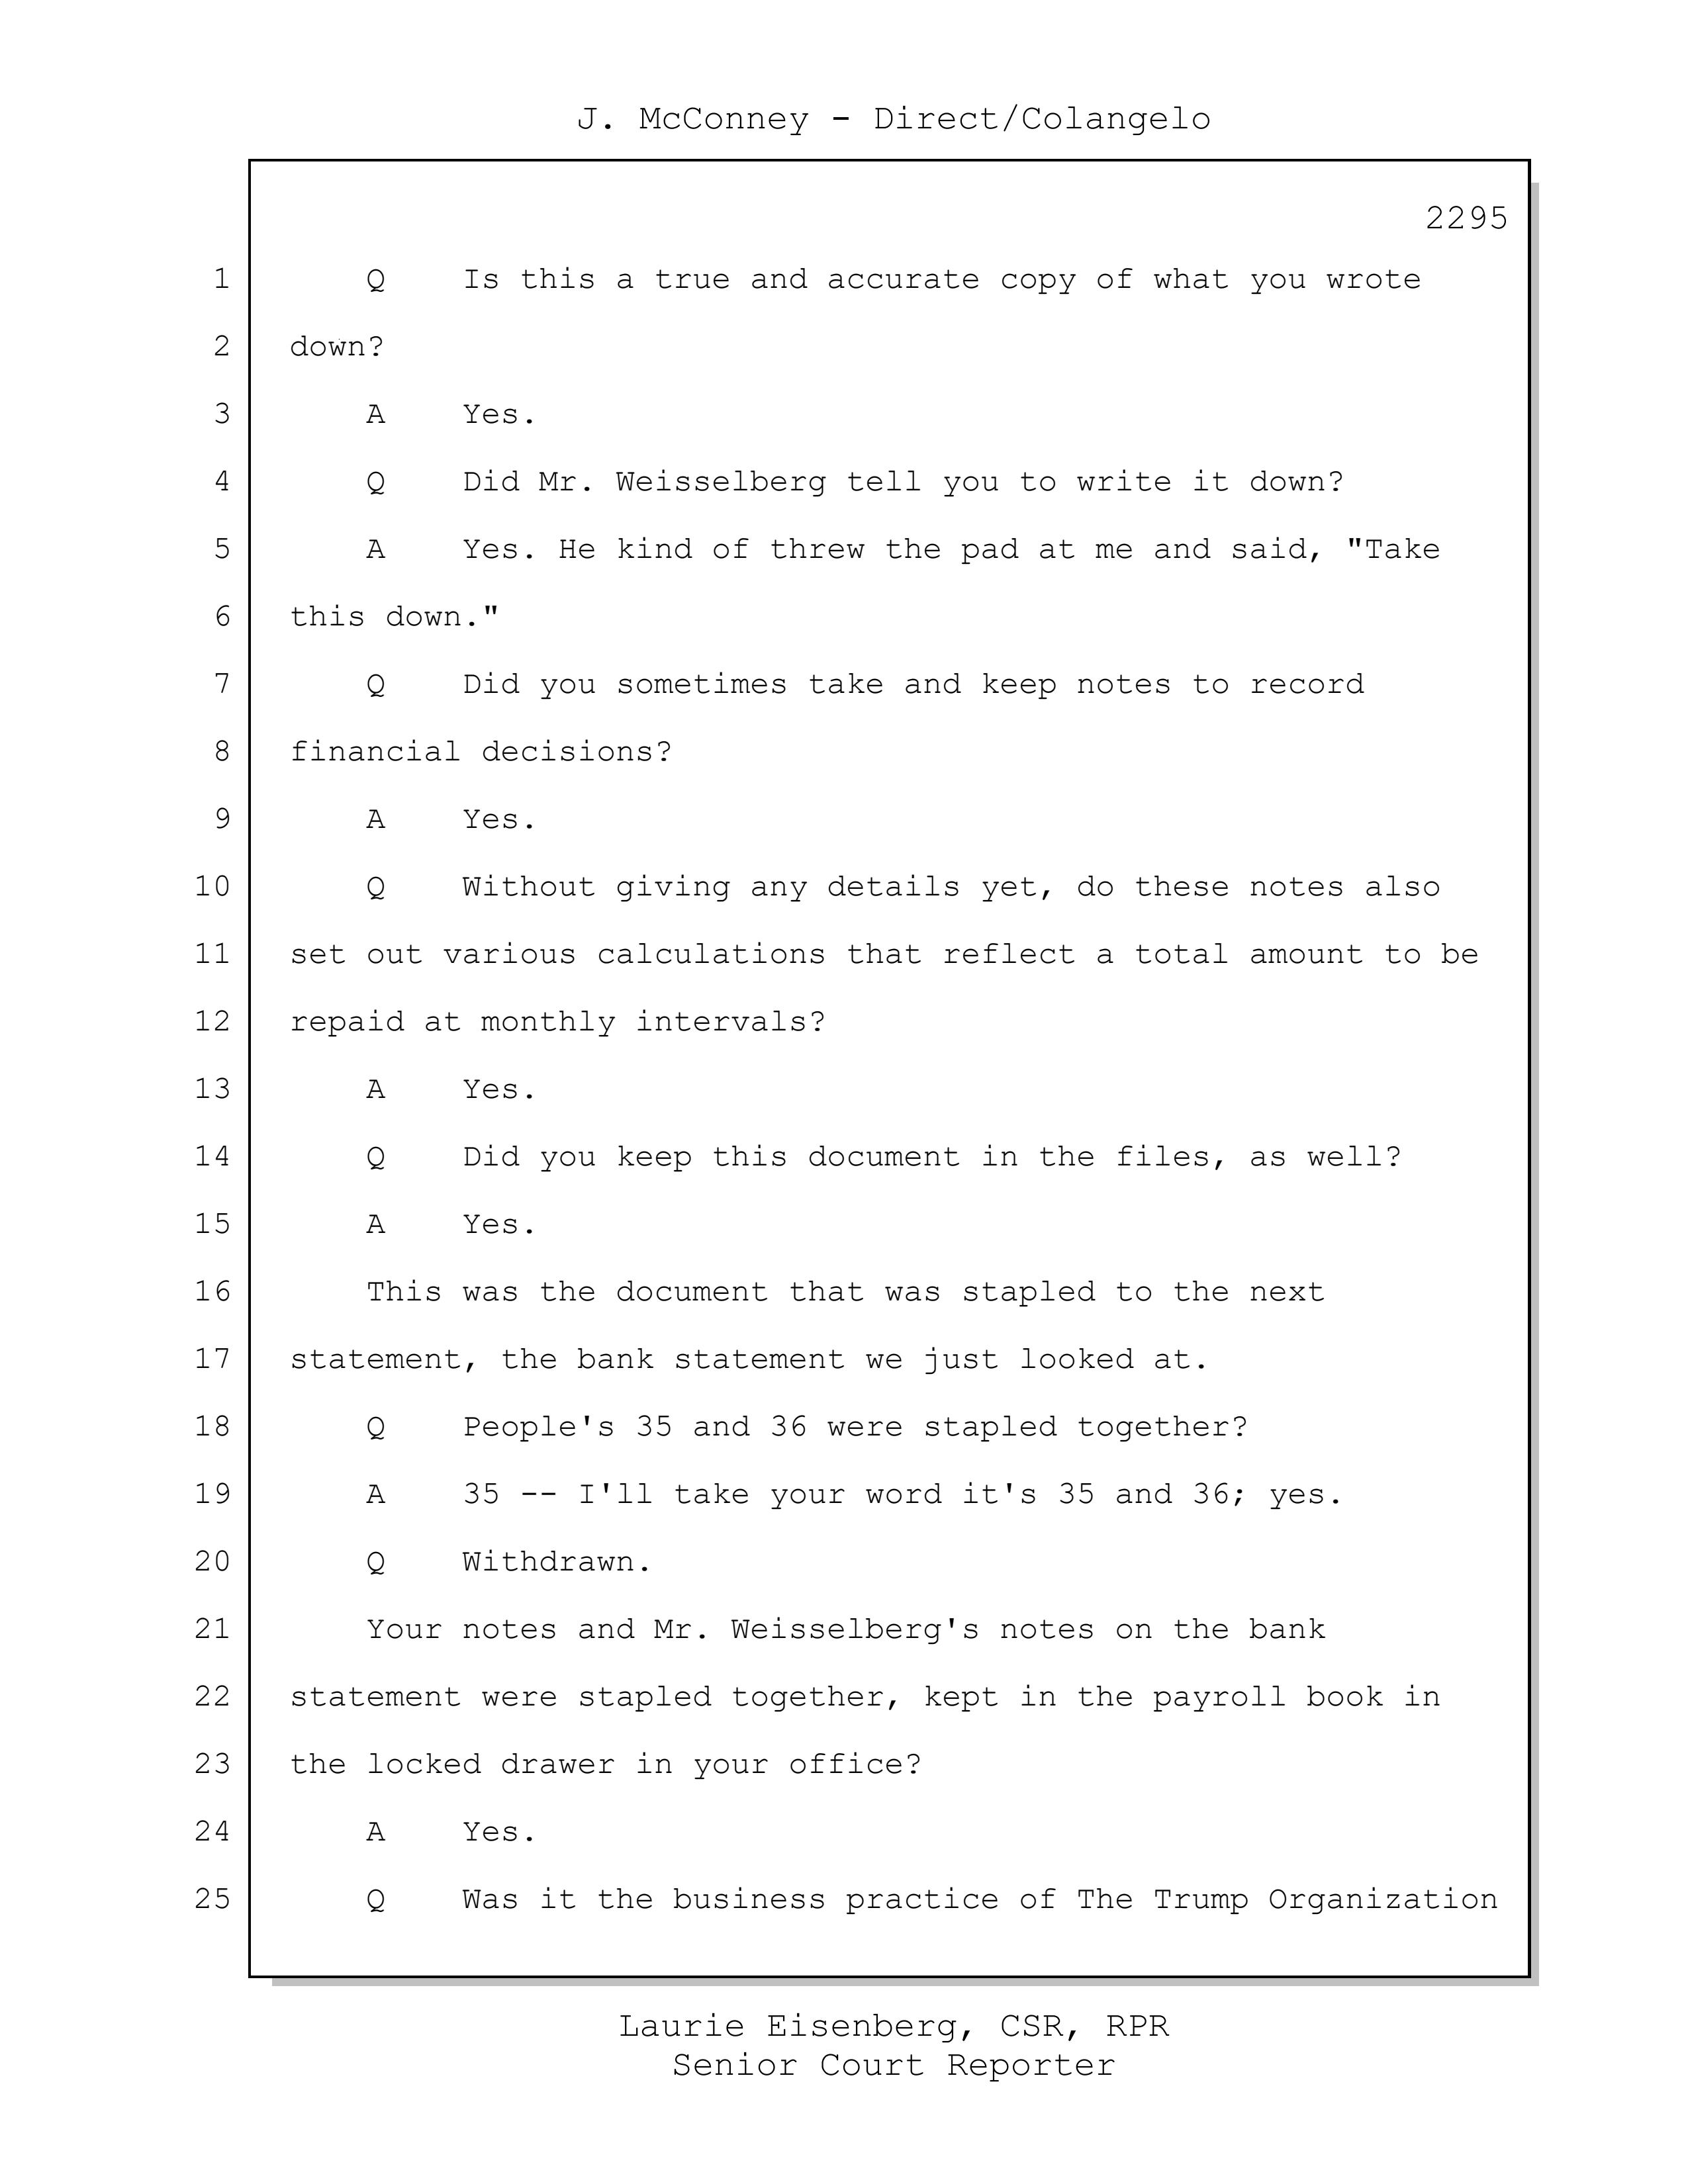 J. McConney - Direct/Colangelo
2295
1 Q Is this a true and accurate copy of what you wrote
2 down?
3 A Yes.
4 Q Did Mr. Weisselberg tell you to write it down?
5 A Yes. He kind of threw the pad at me and said, "Take
6 this down."
7 Q Did you sometimes take and keep notes to record
8 financial decisions?
9 A Yes.
10 Q Without giving any details yet, do these notes also
11 set out various calculations that reflect a total amount to be
12 repaid at monthly intervals?
13 A Yes.
14 Q Did you keep this document in the files, as well?
15 A Yes.
16 This was the document that was stapled to the next
17 statement, the bank statement we just looked at.
18 Q People's 35 and 36 were stapled together?
19 A 35 -- I'll take your word it's 35 and 36; yes.
20 Q Withdrawn.
21 Your notes and Mr. Weisselberg's notes on the bank
22 statement were stapled together, kept in the payroll book in
23 the locked drawer in your office?
24 A Yes.
25 Q Was it the business practice of The Trump Organization
Laurie Eisenberg, CSR, RPR
Senior Court Reporter